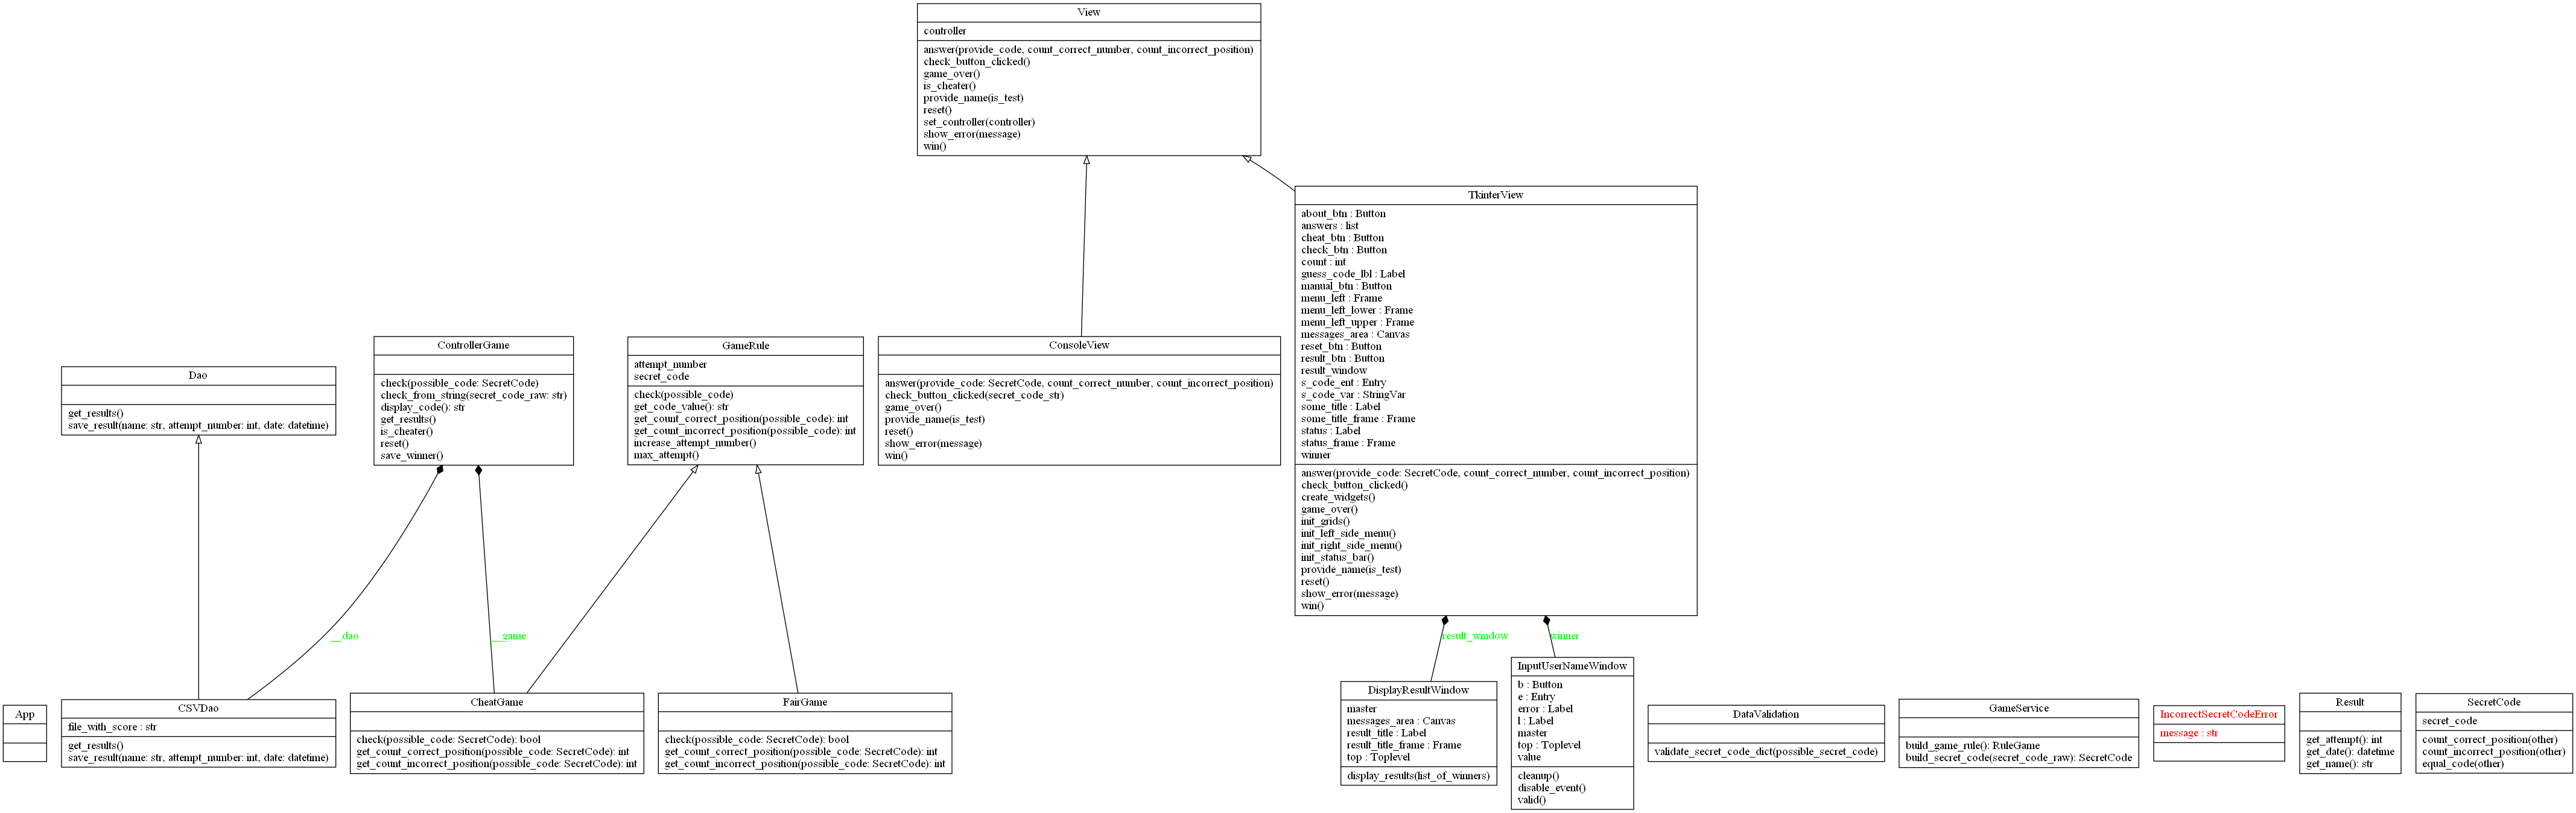 View
controller
answer(provide_code, count_correct_number, count_incorrect_position)
check_button_clicked()
game_over()
is_cheater()
provide_name(is_test)
reset()
set_controller(controller)
show_error(message)
win()
TkinterView
about_btn : Button
answers : list
cheat_btn : Button
check_btn : Button
count : int
guess_code_lbl : Label
manual_btn : Button
menu_left : Frame
menu_left_lower : Frame
menu_left_upper : Frame
messages_area : Canvas
reset_btn : Button
result_btn : Button
result_window
s_code_ent : Entry
s_code_var : StringVar
some_title : Label
some_title_frame : Frame
status : Label
status_frame : Frame
winner
answer(provide_code: SecretCode, count_correct_number, count_incorrect_position)
check_button_clicked()
create_widgets()
game_over()
init_grids()
init_left_side_menu()
init_right_side_menu()
init_status_bar()
provide_name(is_test)
reset()
show_error(message)
win()
Dao
get_results()
save_result(name: str, attempt_number: int, date: datetime)
ControllerGame
check(possible_code: SecretCode)
check_from_string(secret_code_raw: str)
display_code(): str
get_results()
is_cheater()
reset()
save_winner()
GameRule
attempt_number
secret_code
check(possible_code)
get_code_value(): str
get_count_correct_position(possible_code): int
get_count_incorrect_position(possible_code): int
increase_attempt_number()
max_attempt()
ConsoleView
answer(provide_code: SecretCode, count_correct_number, count_incorrect_position)
check_button_clicked(secret_code_str)
game_over()
provide_name(is_test)
reset()
show_error(message)
win()
__dao
__game
result_window
winner
App
CSVDao
file_with_score : str
get_results()
save_result(name: str, attempt_number: int, date: datetime)
CheatGame
check(possible_code: SecretCode): bool
get_count_correct_position(possible_code: SecretCode): int
get_count_incorrect_position(possible_code: SecretCode): int
FairGame
check(possible_code: SecretCode): bool
get_count_correct_position(possible_code: SecretCode): int
get_count_incorrect_position(possible_code: SecretCode): int
DisplayResultWindow
master
messages_area : Canvas
result_title : Label
result_title_frame : Frame
top : Toplevel
display_results(list_of_winners)
InputUserNameWindow
b : Button
e : Entry
error : Label
l : Label
master
top : Toplevel
value
cleanup()
disable_event()
valid()
DataValidation
validate_secret_code_dict(possible_secret_code)
GameService
build_game_rule(): RuleGame
build_secret_code(secret_code_raw): SecretCode
IncorrectSecretCodeError
message : str
Result
get_attempt(): int
get_date(): datetime
get_name(): str
SecretCode
secret_code
count_correct_position(other)
count_incorrect_position(other)
equal_code(other)